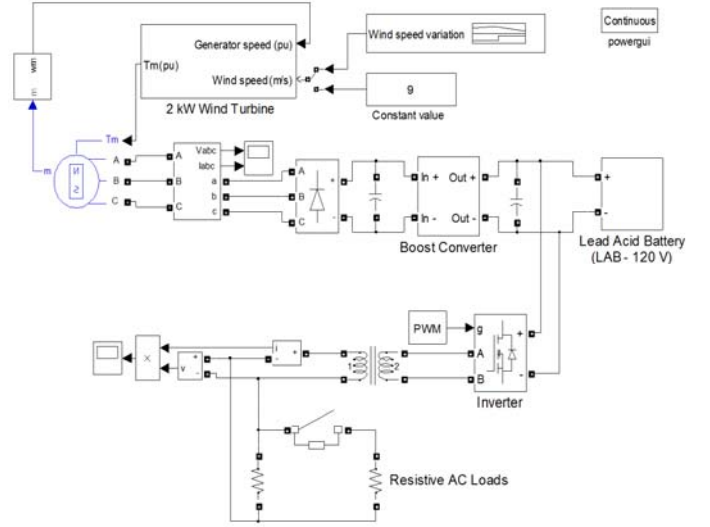 Continuous
powergui
Wind speed variation
9
Constant value
Generator speed (pu)
Tm(pu)
Wind speed (m/s)
2 kW Wind Turbine
wm
m
Tm
m
A
B
C
N
S
A
B
C
Vabc
Iabc
a
b
c
A
B
C
+
-
In +
In -
Out +
Out -
Boost Converter
+
-
Lead Acid Battery
(LAB - 120 V)
PWM
g
A
B
+
-
Inverter
1
2
i
+
-
v
+
-
×
Resistive AC Loads